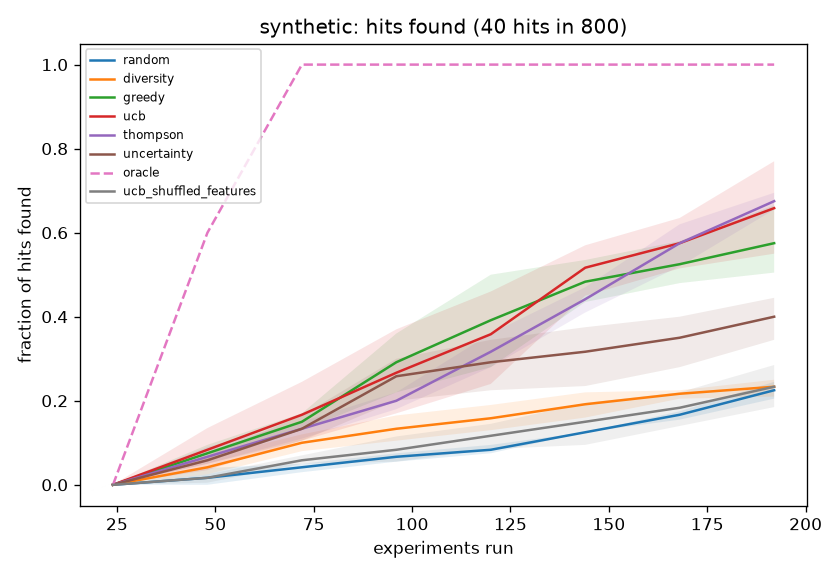 synthetic: hits found (40 hits in 800)
random
diversity
greedy
ucb
thompson
uncertainty
oracle
ucb_shuffled_features
1.0
0.8
0.6
0.4
0.2
0.0
fraction of hits found
25
50
75
100
125
150
175
200
experiments run